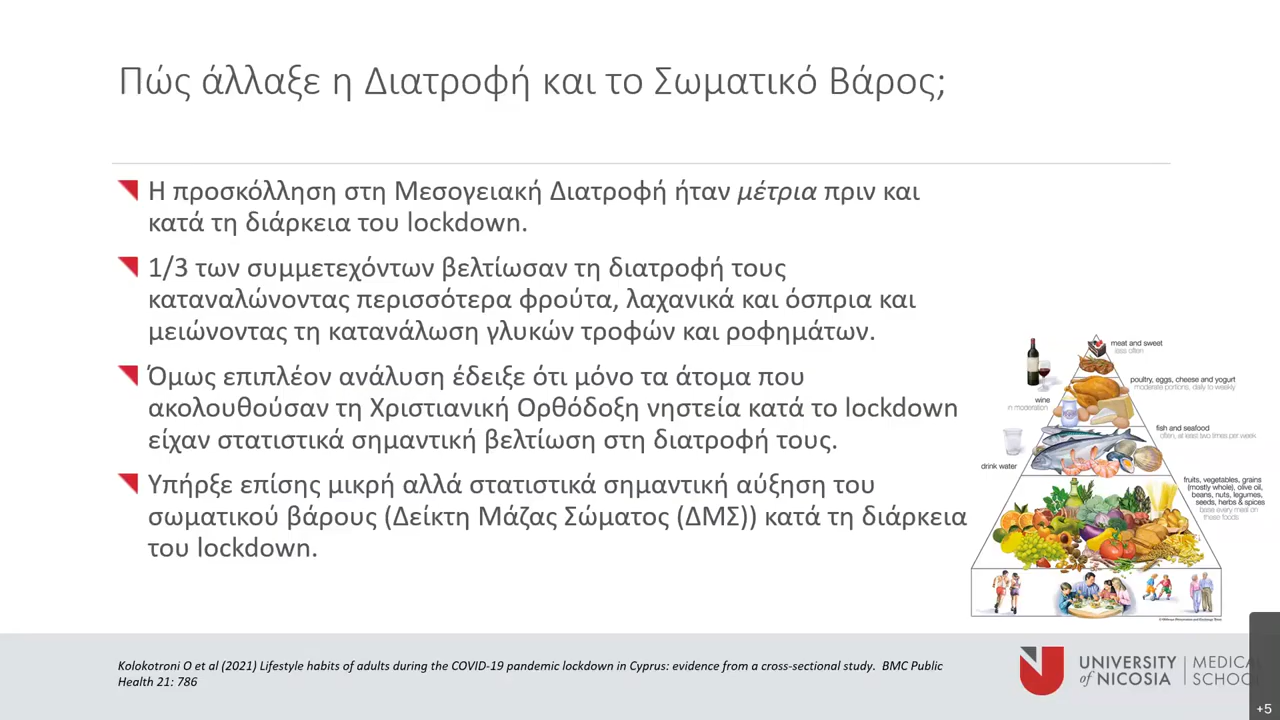 Πώς άλλαξε η Διατροφή και το Σωματικό Βάρος;
Η προσκόλληση στη Μεσογειακή Διατροφή ήταν μέτρια πριν και
κατά τη διάρκεια του lockdown.
1/3 των συμμετεχόντων βελτίωσαν τη διατροφή τους
καταναλώνοντας περισσότερα φρούτα, λαχανικά και όσπρια και
μειώνοντας τη κατανάλωση γλυκών τροφών και ροφημάτων.
Όμως επιπλέον ανάλυση έδειξε ότι μόνο τα άτομα που
ακολουθούσαν τη Χριστιανική Ορθόδοξη νηστεία κατά το lockdown
είχαν στατιστικά σημαντική βελτίωση στη διατροφή τους.
Υπήρξε επίσης μικρή αλλά στατιστικά σημαντική αύξηση του
σωματικού βάρους (Δείκτη Μάζας Σώματος (ΔΜΣ)) κατά τη διάρκεια
του lockdown.
meat and sweet
less often
poultry, eggs, cheese and yogurt
moderate portions, daily to weekly
wine
in moderation
fish and seafood
often, at least two times per week
drink water
fruits, vegetables, grains
(mostly whole), olive oil,
beans, nuts, legumes,
seeds, herbs & spices
base every meal on
these foods
Kolokotroni O et al (2021) Lifestyle habits of adults during the COVID-19 pandemic lockdown in Cyprus: evidence from a cross-sectional study. BMC Public
Health 21: 786
UNIVERSITY of NICOSIA
MEDICAL SCHOOL
+5